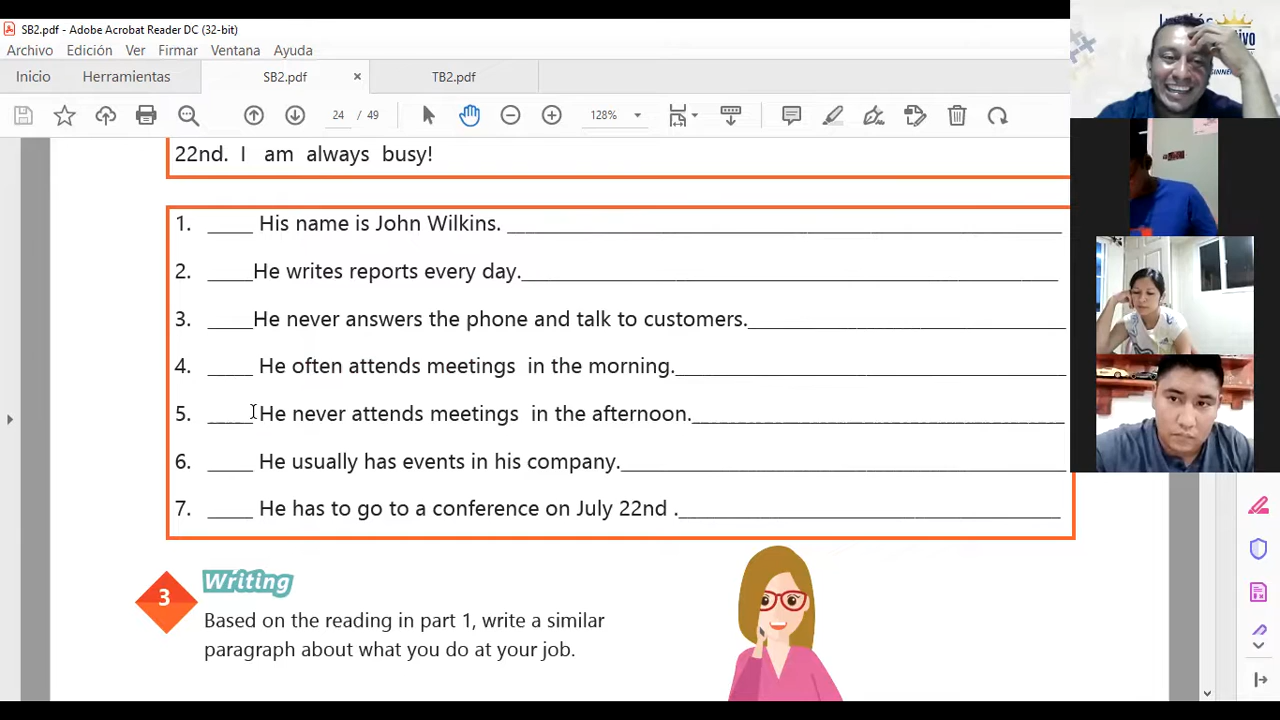 SB2.pdf - Adobe Acrobat Reader DC (32-bit)
Archivo Edición Ver Firmar Ventana Ayuda
Inicio Herramientas SB2.pdf × TB2.pdf
24 / 49 128%
22nd. I am always busy!
1. ____ His name is John Wilkins. ____
2. ____He writes reports every day.____
3. ____He never answers the phone and talk to customers.____
4. ____ He often attends meetings in the morning.____
5. ____ He never attends meetings in the afternoon.____
6. ____ He usually has events in his company.____
7. ____ He has to go to a conference on July 22nd .____
3 Writing
Based on the reading in part 1, write a similar
paragraph about what you do at your job.